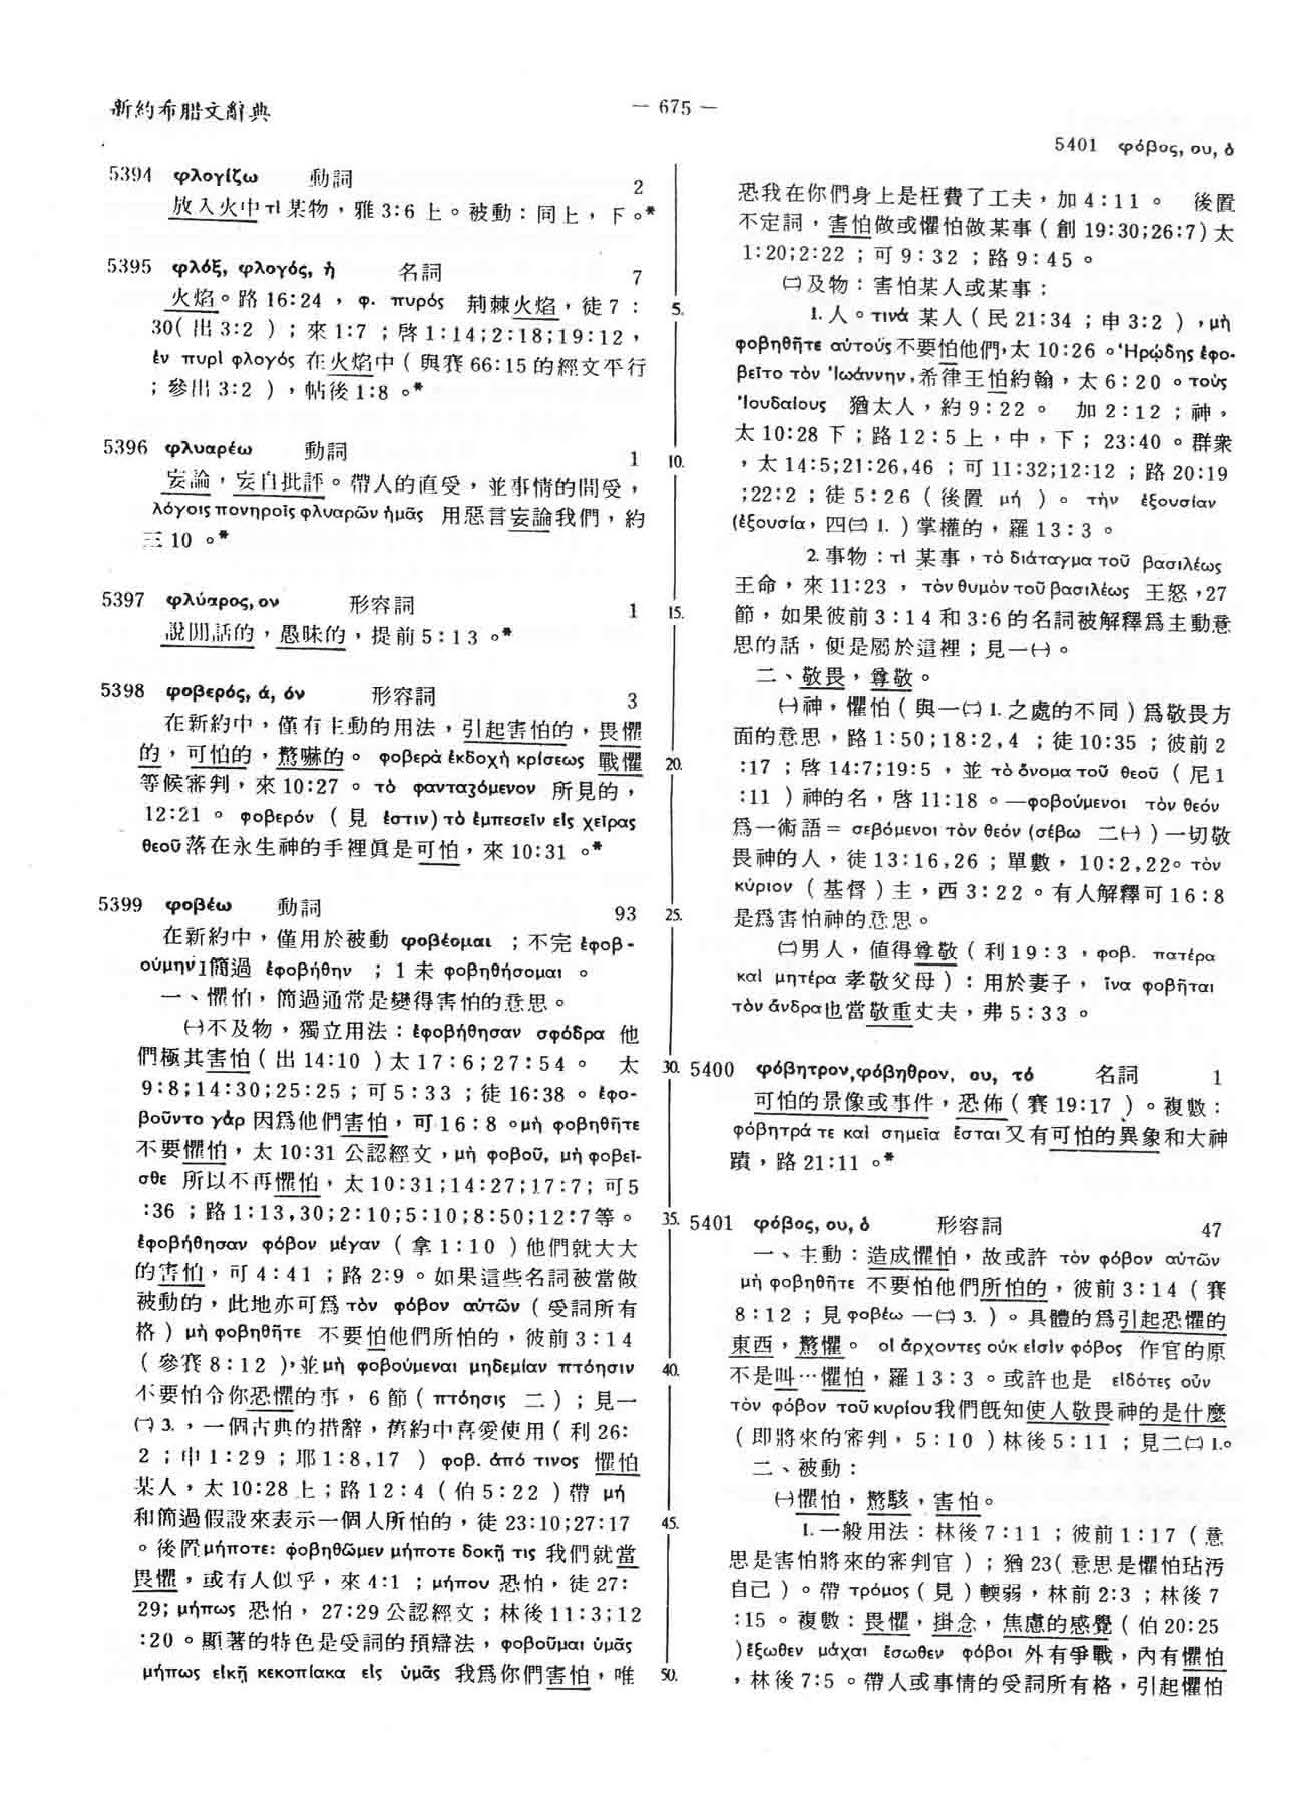 新約希腊文辭典
— 675 —
5401 φόβος, ου, ὁ
5394 φλογίζω 動詞 2
放入火中 τὶ 某物，雅 3:6 上。被動：同上，下。*
5395 φλόξ, φλογός, ἡ 名詞 7
火焰。路 16:24 ，φ. πυρός 荊棘火焰，徒 7 :
30( 出 3:2 ) ；來 1:7 ；啓 1:14;2:18;19:12 ，
ἐν πυρὶ φλογός 在火焰中（與賽 66:15 的經文平行
；參出 3:2 ），帖後 1:8 。*
5396 φλυαρέω 動詞 1
妄論，妄自批評。帶人的直受，並事情的間受，
λόγοις πονηροῖς φλυαρῶν ἡμᾶς 用惡言妄論我們，約
三 10 。*
5397 φλύαρος, ον 形容詞 1
說閒話的，愚昧的，提前 5:13 。*
5398 φοβερός, ά, όν 形容詞 3
在新約中，僅有主動的用法，引起害怕的，畏懼
的，可怕的，驚嚇的。 φοβερὰ ἐκδοχὴ κρίσεως 戰懼
等候審判，來 10:27 。 τὸ φανταζόμενον 所見的，
12:21 。 φοβερόν （見 ἐστιν) τὸ ἐμπεσεῖν εἰς χεῖρας
θεοῦ 落在永生神的手裡眞是可怕，來 10:31 。*
5399 φοβέω 動詞 93
在新約中，僅用於被動 φοβέομαι ；不完 ἐφοβ-
ούμην 1簡過 ἐφοβήθην ；1 未 φοβηθήσομαι 。
一、懼怕，簡過通常是變得害怕的意思。
㈠不及物，獨立用法：ἐφοβήθησαν σφόδρα 他
們極其害怕（出 14:10 ）太 17:6;27:54 。 太
9:8;14:30;25:25 ；可 5:33 ；徒 16:38 。 ἐφο-
βοῦντο γάρ 因爲他們害怕，可 16:8 。μὴ φοβηθῆτε
不要懼怕，太 10:31 公認經文，μὴ φοβοῦ, μὴ φοβεῖ-
σθε 所以不再懼怕，太 10:31;14:27;17:7; 可5
:36 ；路 1:13,30;2:10;5:10;8:50;12:7等。
ἐφοβήθησαν φόβον μέγαν （拿 1:10 ）他們就大大
的害怕，可 4:41 ；路 2:9 。如果這些名詞被當做
被動的，此地亦可爲 τὸν φόβον αὐτῶν （受詞所有
格）μὴ φοβηθῆτε 不要怕他們所怕的，彼前 3:14
（參賽 8:12 ），並 μὴ φοβούμεναι μηδεμίαν πτόησιν
不要怕令你恐懼的事，6 節（πτόησις 二）；見一
㈡ 3. ，一個古典的措辭，舊約中喜愛使用（利 26:
2 ；申 1:29 ；耶 1:8,17 ） φοβ. ἀπό τινος 懼怕
某人，太 10:28 上；路 12:4 （伯 5:22 ）帶 μή
和簡過假設來表示一個人所怕的，徒 23:10;27:17
。後置 μήποτε: φοβηθῶμεν μήποτε δοκῇ τις 我們就當
畏懼，或有人似乎，來 4:1 ；μήπου 恐怕，徒 27:
29; μήπως 恐怕， 27:29 公認經文；林後 11:3;12
:20 。顯著的特色是受詞的預辯法，φοβοῦμαι ὑμᾶς
μήπως εἰκῇ κεκοπίακα εἰς ὑμᾶς 我爲你們害怕，唯
5.
10.
15.
20.
25.
30.
35.
40.
45.
50.
恐我在你們身上是枉費了工夫，加 4:11 。 後置
不定詞，害怕做或懼怕做某事（創 19:30;26:7) 太
1:20;2:22 ；可 9:32 ；路 9:45 。
㈡及物：害怕某人或某事：
1. 人。τινά 某人（民 21:34 ；申 3:2 ），μὴ
φοβηθῆτε αὐτούς 不要怕他們，太 10:26 。Ἡρῴδης ἐφο-
βεῖτο τὸν Ἰωάννην, 希律王怕約翰，太 6:20 。τοὺς
Ἰουδαίους 猶太人，約 9:22 。 加 2:12 ；神，
太 10:28 下；路 12:5 上，中，下； 23:40 。群衆
，太 14:5;21:26,46 ；可 11:32;12:12 ；路 20:19
;22:2 ；徒 5:26 （後置 μή ）。 τὴν ἐξουσίαν
(ἐξουσία，四㈢ 1. ）掌權的，羅 13:3 。
2. 事物：τὶ 某事，τὸ διάταγμα τοῦ βασιλέως
王命，來 11:23 ， τὸν θυμὸν τοῦ βασιλέως 王怒，27
節，如果彼前 3:14 和 3:6 的名詞被解釋爲主動意
思的話，便是屬於這裡；見一㈠。
二、敬畏，尊敬。
㈠神，懼怕（與一㈡ 1. 之處的不同）爲敬畏方
面的意思，路 1:50;18:2,4 ；徒 10:35 ；彼前 2
:17 ；啓 14:7;19:5 ，並 τὸ ὄνομα τοῦ θεοῦ （尼 1
:11 ）神的名，啓 11:18 。—φοβούμενοι τὸν θεόν
爲一術語＝ σεβόμενοι τὸν θεόν (σέβω 二㈠ ）一切敬
畏神的人，徒 13:16,26 ；單數， 10:2,22。 τὸν
κύριον （基督）主，西 3:22 。有人解釋可 16:8
是爲害怕神的意思。
㈡男人，値得尊敬（利 19:3 ，φοβ. πατέρα
καὶ μητέρα 孝敬父母）：用於妻子， ἵνα φοβῆται
τὸν ἄνδρα 也當敬重丈夫，弗 5:33 。
5400 φόβητρον, φόβηθρον, ου, τό 名詞 1
可怕的景像或事件，恐佈（賽 19:17 ）。複數：
φόβητρά τε καὶ σημεῖα ἔσται 又有可怕的異象和大神
蹟，路 21:11 。*
5401 φόβος, ου, ὁ 形容詞 47
一、主動：造成懼怕，故或許 τὸν φόβον αὐτῶν
μὴ φοβηθῆτε 不要怕他們所怕的，彼前 3:14 （賽
8:12 ；見 φοβέω 一㈡ 3. ）。具體的爲引起恐懼的
東西，驚懼。 οἱ ἄρχοντες οὐκ εἰσὶν φόβος 作官的原
不是叫…懼怕，羅 13:3 。或許也是 εἰδότες οὖν
τὸν φόβον τοῦ κυρίου 我們旣知使人敬畏神的是什麼
（即將來的審判， 5:10 ）林後 5:11 ；見二㈡ 1.。
二、被動：
㈠懼怕，驚駭，害怕。
1. 一般用法：林後 7:11 ；彼前 1:17 （意
思是害怕將來的審判官）；猶 23（意思是懼怕玷汚
自己）。帶 τρόμος （見）輭弱，林前 2:3 ；林後 7
:15 。複數：畏懼，掛念，焦慮的感覺（伯 20:25
)ἔξωθεν μάχαι ἔσωθεν φόβοι 外有爭戰，內有懼怕
，林後 7:5 。帶人或事情的受詞所有格，引起懼怕